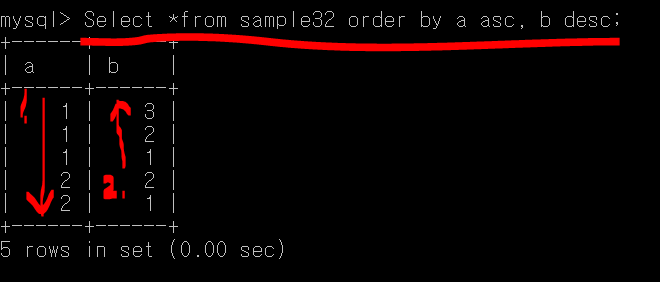 mysql> Select *from sample32 order by a asc, b desc;
| a | b |
| 1 | 3 |
| 1 | 2 |
| 1 | 1 |
| 2 | 2 |
| 2 | 1 |
5 rows in set (0.00 sec)
1.
2.